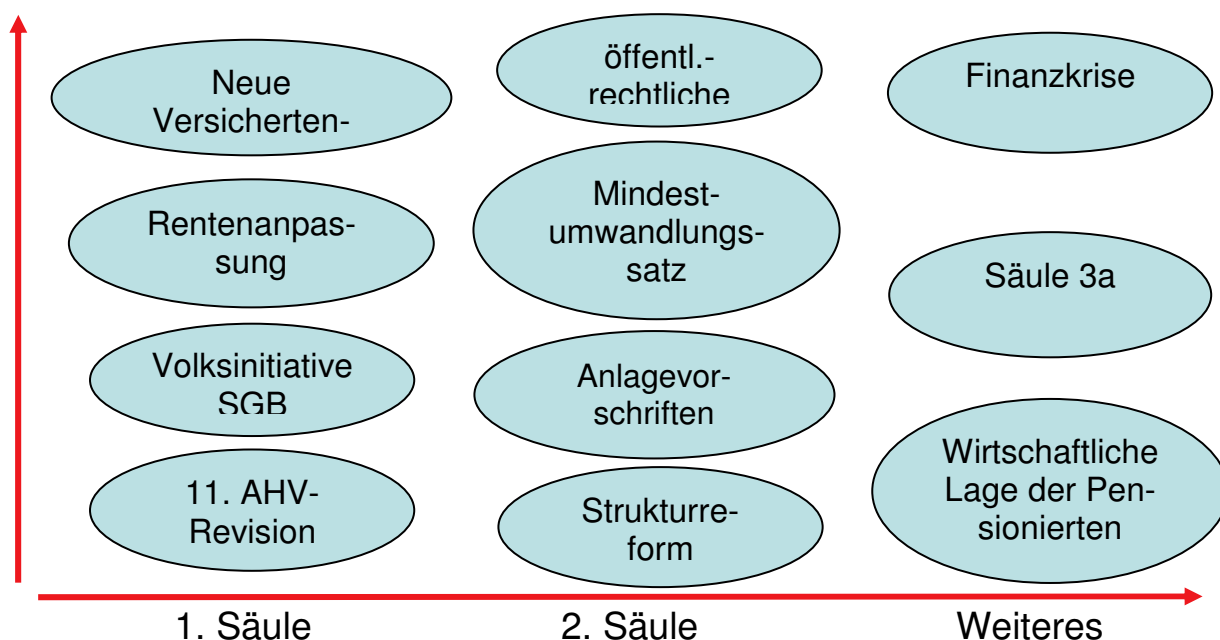 Neue
Versicherten-
Rentenanpas-
sung
Volksinitiative
SGB
11. AHV-
Revision
öffentl.-
rechtliche
Mindest-
umwandlungs-
satz
Anlagevor-
schriften
Strukturre-
form
Finanzkrise
Säule 3a
Wirtschaftliche
Lage der Pen-
sionierten
1. Säule
2. Säule
Weiteres